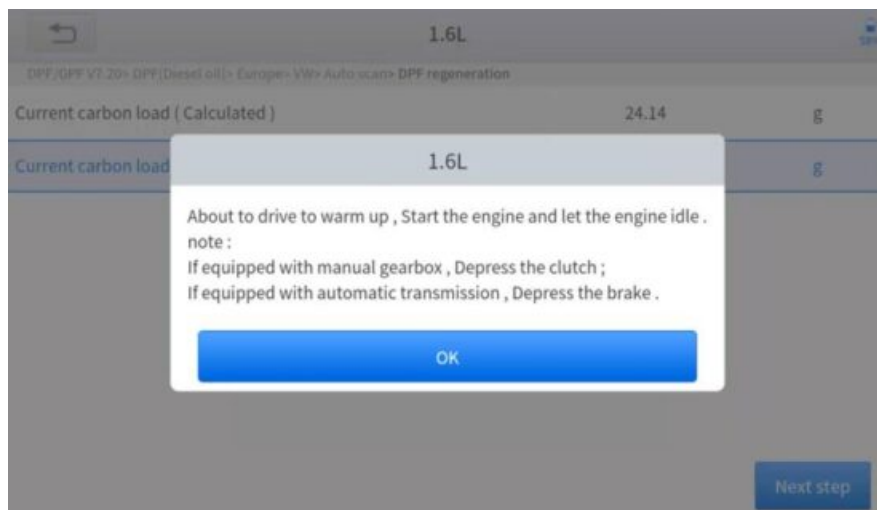 1.6L
DPF/GPF V7.20> DPF(Diesel oil)> Europe> VW> Auto scan> DPF regeneration
Current carbon load ( Calculated ) 24.14 g
Current carbon load g
1.6L
About to drive to warm up , Start the engine and let the engine idle .
note :
If equipped with manual gearbox , Depress the clutch ;
If equipped with automatic transmission , Depress the brake .
OK
Next step